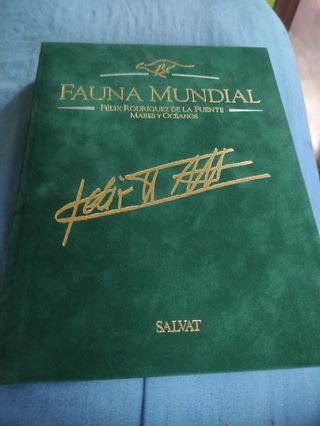 FAUNA MUNDIAL
FÉLIX RODRÍGUEZ DE LA FUENTE
MARES Y OCÉANOS
SALVAT